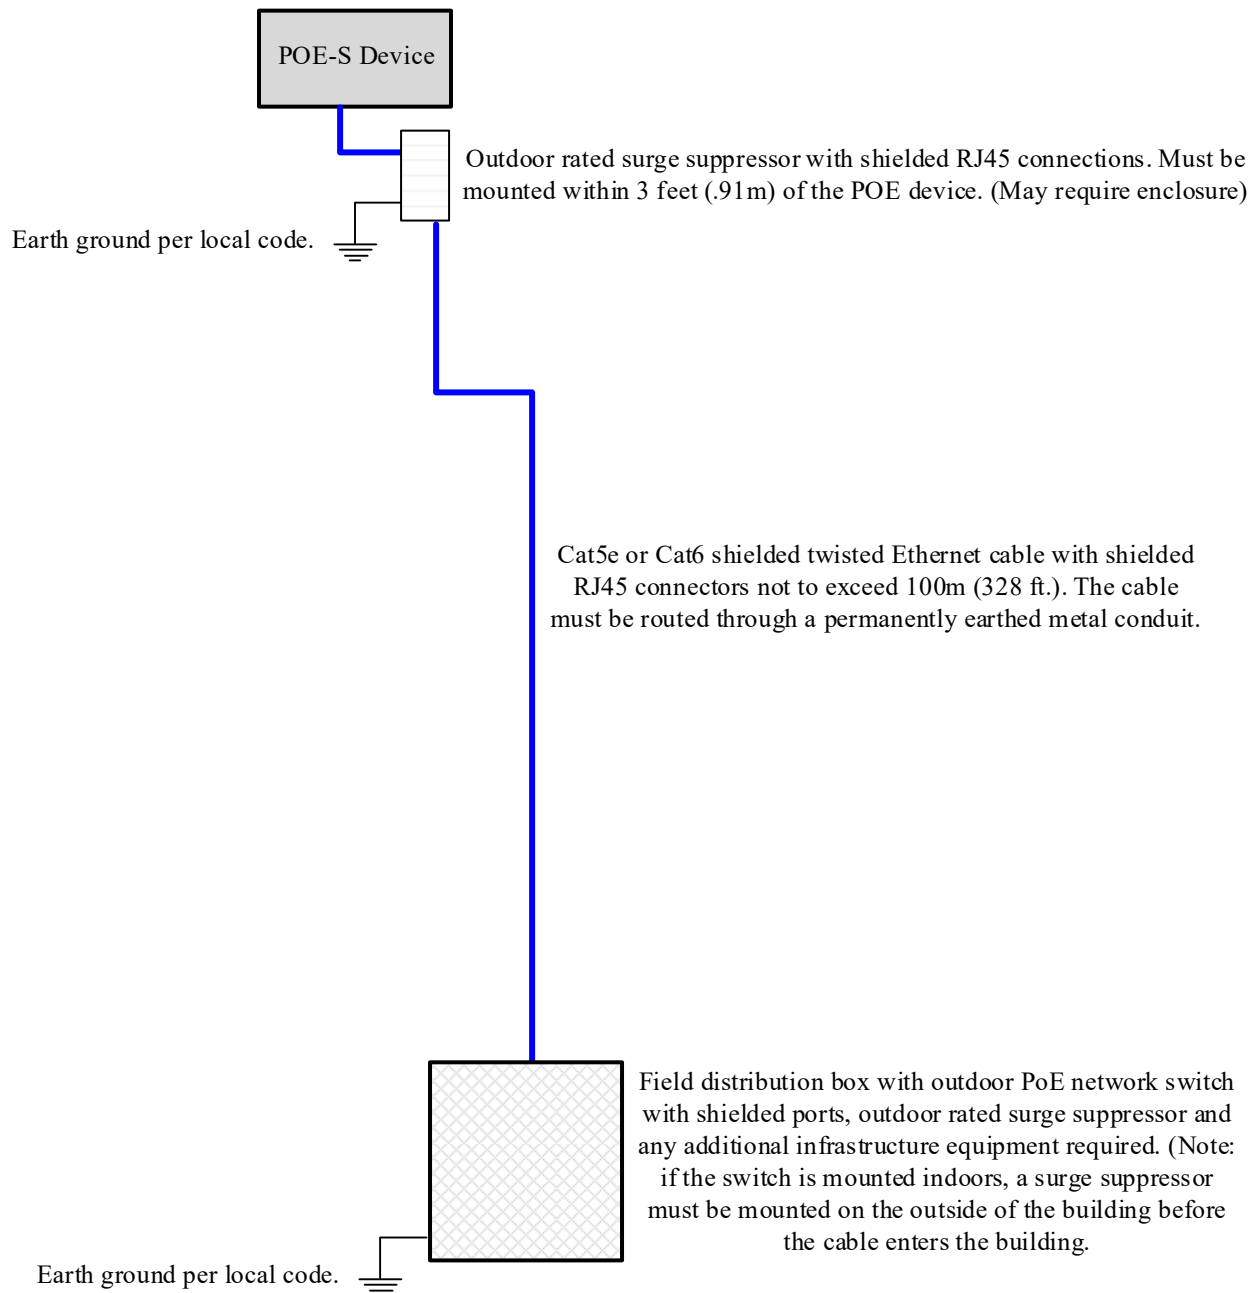 POE-S Device
Outdoor rated surge suppressor with shielded RJ45 connections. Must be
mounted within 3 feet (.91m) of the POE device. (May require enclosure)
Earth ground per local code.
Cat5e or Cat6 shielded twisted Ethernet cable with shielded
RJ45 connectors not to exceed 100m (328 ft.). The cable
must be routed through a permanently earthed metal conduit.
Field distribution box with outdoor PoE network switch
with shielded ports, outdoor rated surge suppressor and
any additional infrastructure equipment required. (Note:
if the switch is mounted indoors, a surge suppressor
must be mounted on the outside of the building before
the cable enters the building.
Earth ground per local code.